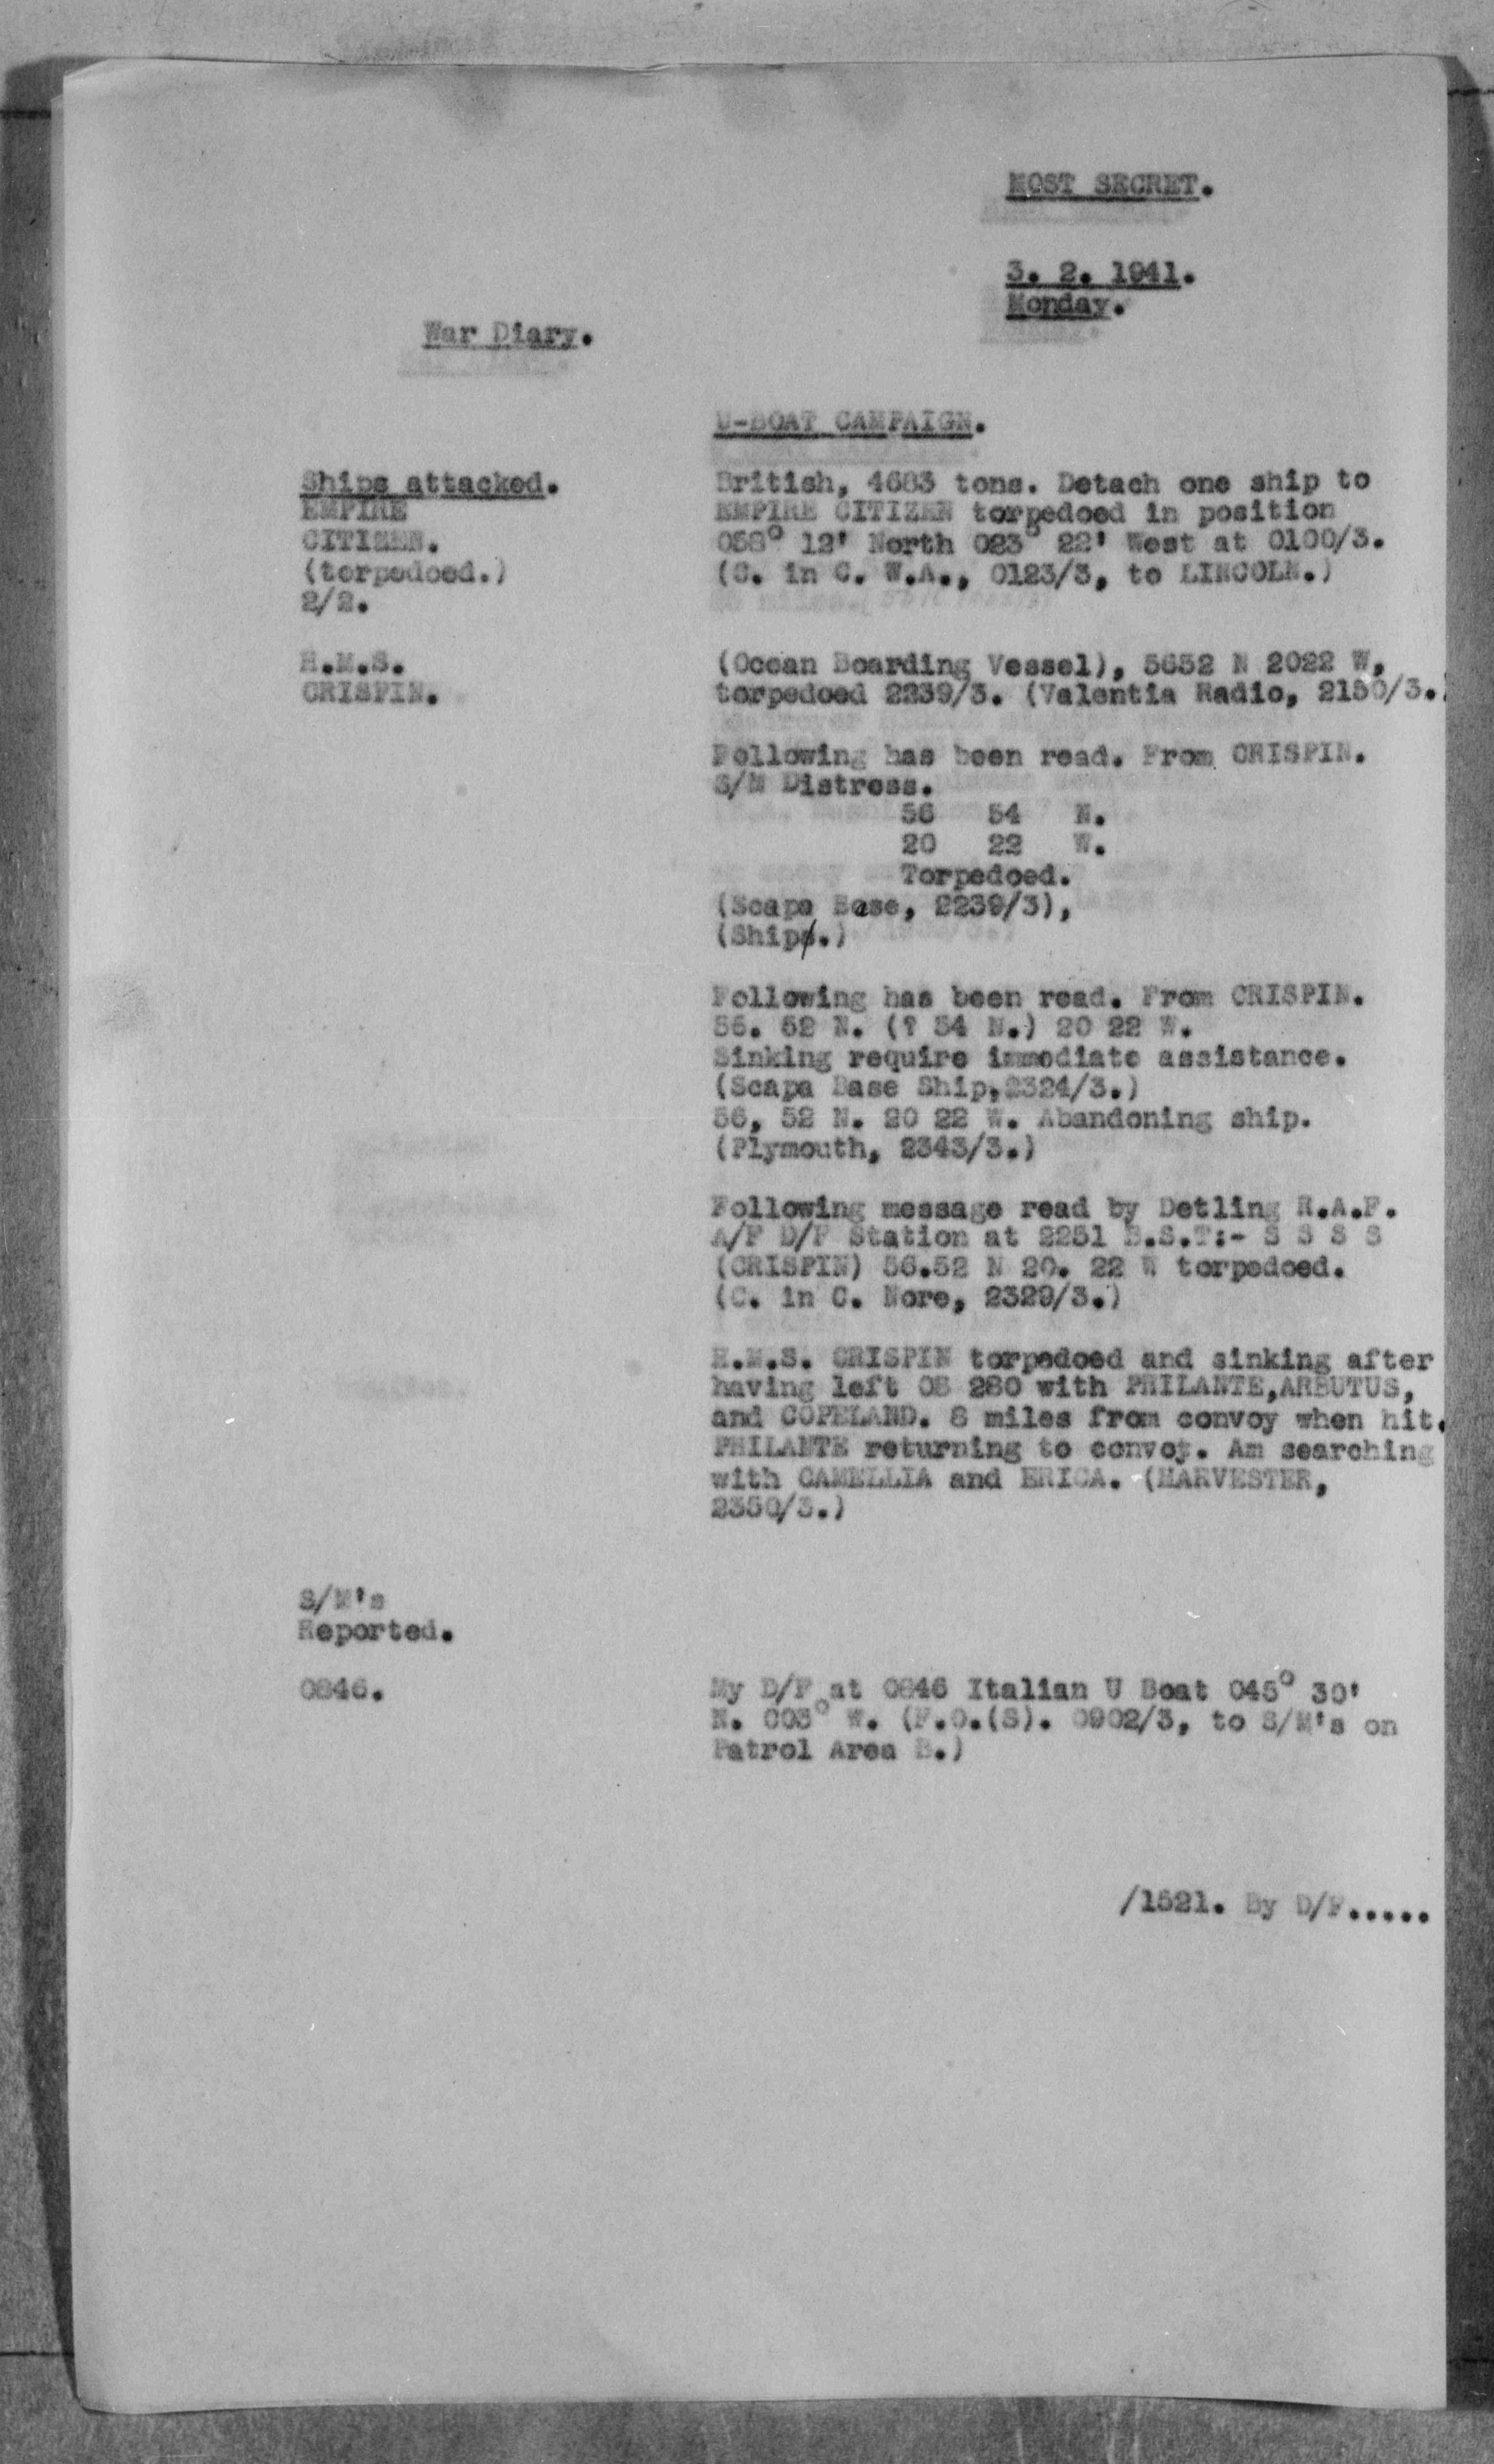 MOST SECRET.
3. 2. 1941.
Monday.
War Diary.
U-BOAT CAMPAIGN.
Ships attacked.
EMPIRE
CITIZEN.
(torpedoed.)
2/2.
British, 4683 tons. Detach one ship to
EMPIRE CITIZEN torpedoed in position
058° 12' North 023° 22' West at 0100/3.
(C. in C. W.A., 0123/3, to LINCOLN.)
H.M.S.
CRISPIN.
(Ocean Boarding Vessel), 5652 N 2022 W,
torpedoed 2239/3. (Valentia Radio, 2150/3.)
Following has been read. From CRISPIN.
S/M Distress.
56 54 N.
20 22 W.
Torpedoed.
(Scapa Base, 2239/3),
(Ship.)
Following has been read. From CRISPIN.
56. 52 N. (? 54 N.) 20 22 W.
Sinking require immediate assistance.
(Scapa Base Ship,2324/3.)
56, 52 N. 20 22 W. Abandoning ship.
(Plymouth, 2343/3.)
Following message read by Detling R.A.F.
A/F D/F Station at 2251 B.S.T:- S S S S
(CRISPIN) 56.52 N 20. 22 W torpedoed.
(C. in C. Nore, 2329/3.)
H.M.S. CRISPIN torpedoed and sinking after
having left OB 280 with PHILANTE,ARBUTUS,
and COPELAND. 8 miles from convoy when hit.
PHILANTE returning to convoy. Am searching
with CAMELLIA and ERICA. (HARVESTER,
2350/3.)
S/M's
Reported.
0846.
My D/F at 0846 Italian U Boat 045° 30'
N. 003° W. (F.O.(S). 0902/3, to S/M's on
Patrol Area B.)
/1521. By D/F.....